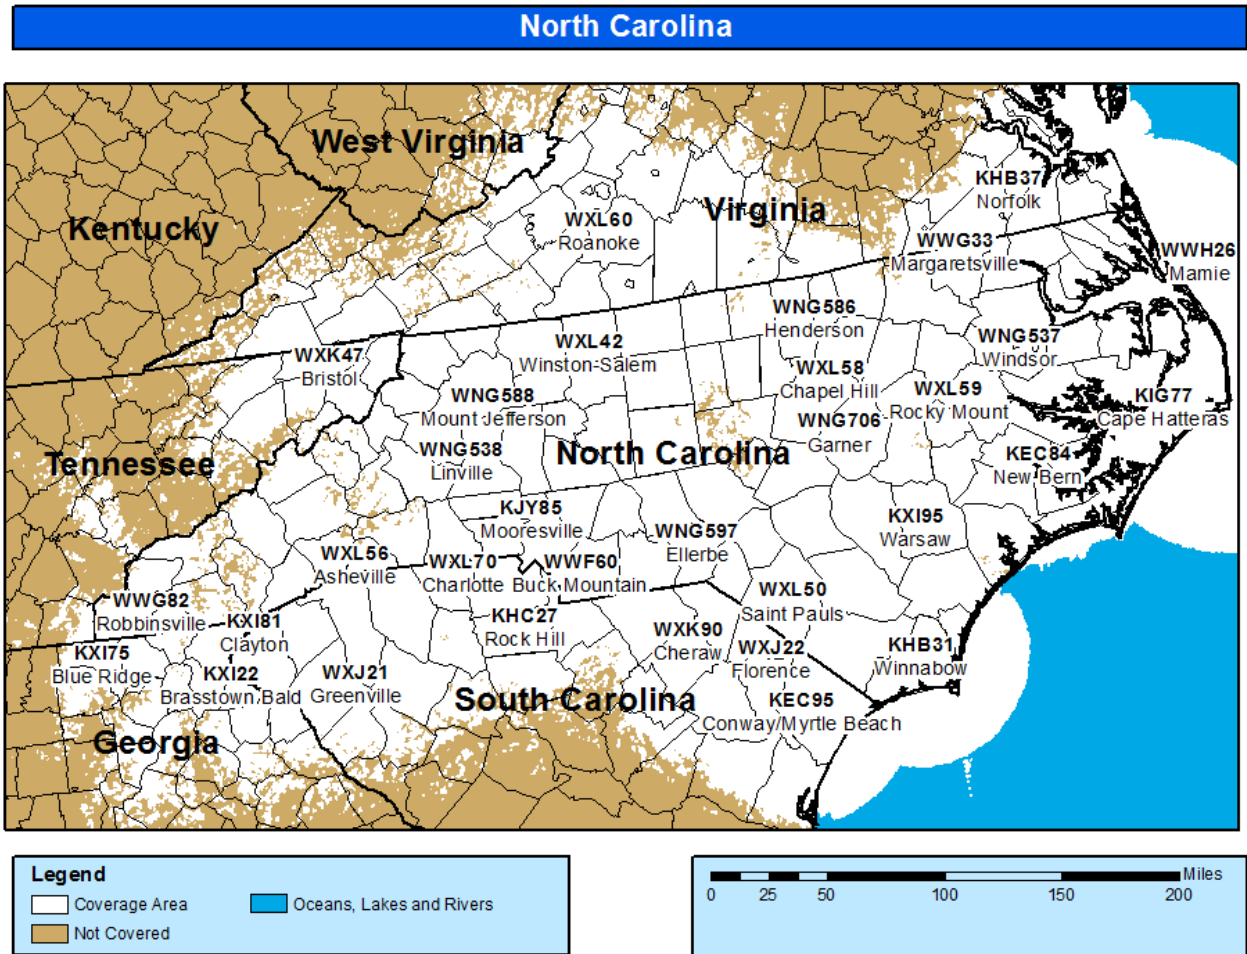 North Carolina
West Virginia
Kentucky
Virginia
KHB37
Norfolk
WXL60
Roanoke
WWG33
Margaretsville
WWH26
Mamie
WNG586
Henderson
WNG537
Windsor
WXL42
Winston-Salem
WXK47
Bristol
WXL58
Chapel Hill
WXL59
Rocky Mount
KIG77
Cape Hatteras
WNG588
Mount Jefferson
WNG706
Garner
WNG538
Linville
North Carolina
Tennessee
KEC84
New Bern
KJY85
Mooresville
WNG597
Ellerbe
KXI95
Warsaw
WXL56
Asheville
WXL70
Charlotte
WWF60
Buck Mountain
WXL50
Saint Pauls
WWG82
Robbinsville
KXI81
Clayton
KHC27
Rock Hill
WXK90
Cheraw
WXJ22
Florence
KHB31
Winnabow
KXI75
Blue Ridge
KXI22
Brasstown Bald
WXJ21
Greenville
South Carolina
KEC95
Conway/Myrtle Beach
Georgia
Legend
Coverage Area
Oceans, Lakes and Rivers
Not Covered
Miles
0 25 50 100 150 200